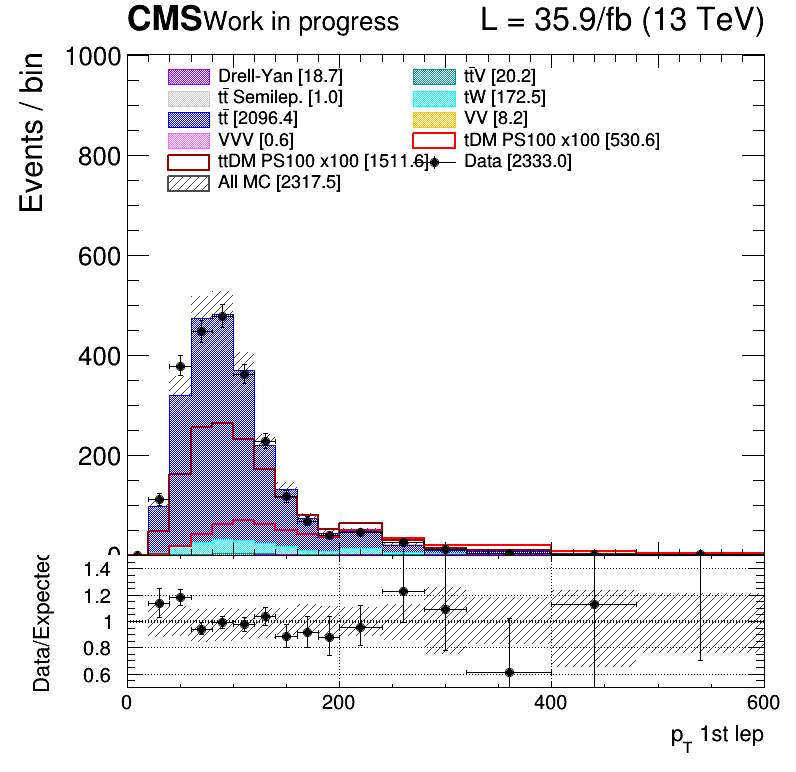 CMS Work in progress L = 35.9/fb (13 TeV)
Events / bin
1000
800
600
400
200
0
Drell-Yan [18.7]
tt̄ Semilep. [1.0]
tt̄ [2096.4]
VVV [0.6]
ttDM PS100 x100 [1511.6]
All MC [2317.5]
tt̄V [20.2]
tW [172.5]
VV [8.2]
tDM PS100 x100 [530.6]
Data [2333.0]
Data/Expected
1.4
1.2
1
0.8
0.6
0 200 400 600
p_T 1st lep